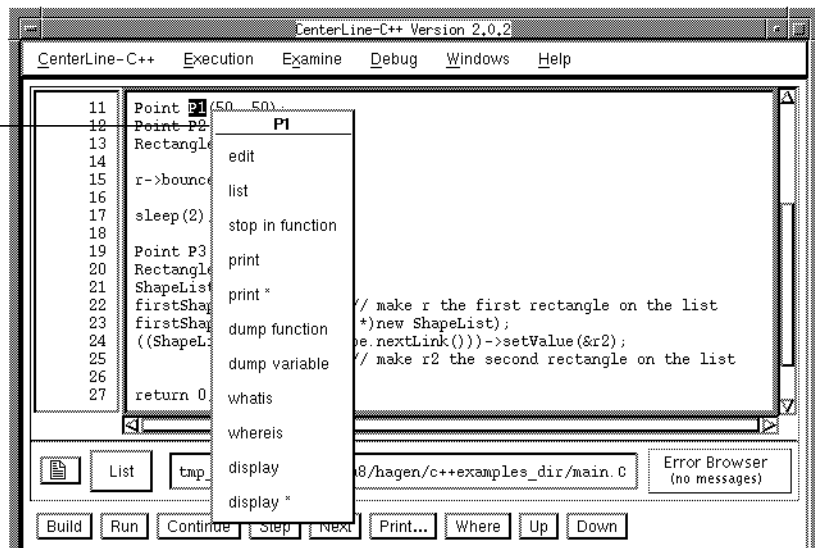 CenterLine-C++ Version 2.0.2
CenterLine-C++ Execution Examine Debug Windows Help
11 Point P1(50, 50);
12 Point P2
13 Rectangle
14
15 r->bounce
16
17 sleep(2)
18
19 Point P3
20 Rectangle
21 ShapeList
22 firstShap // make r the first rectangle on the list
23 firstShap *)new ShapeList);
24 ((ShapeLi e.nextLink()))->setValue(&r2);
25 // make r2 the second rectangle on the list
26
27 return 0
P1
edit
list
stop in function
print
print *
dump function
dump variable
whatis
whereis
display
display *
List tmp_ 8/hagen/c++examples_dir/main.C Error Browser
(no messages)
Build Run Continue Step Next Print... Where Up Down